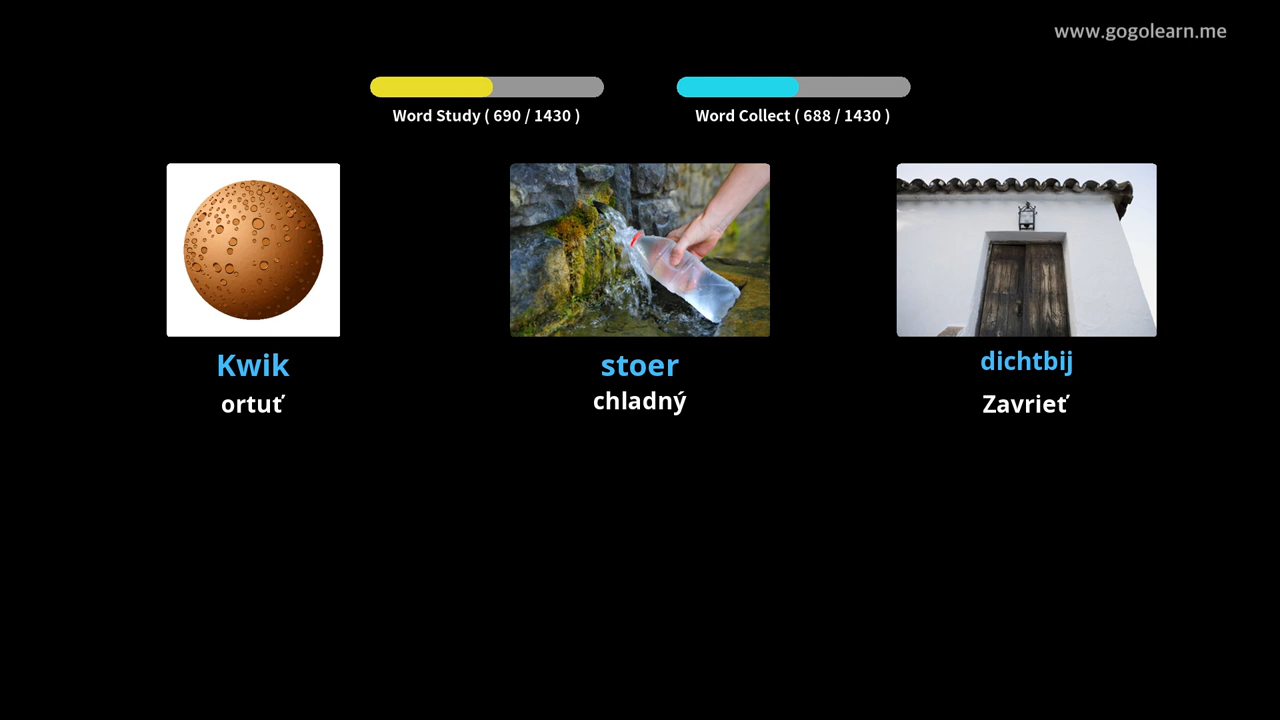 www.gogolearn.me
Word Study ( 690 / 1430 )
Word Collect ( 688 / 1430 )
Kwik
ortuť
stoer
chladný
dichtbij
Zavrieť